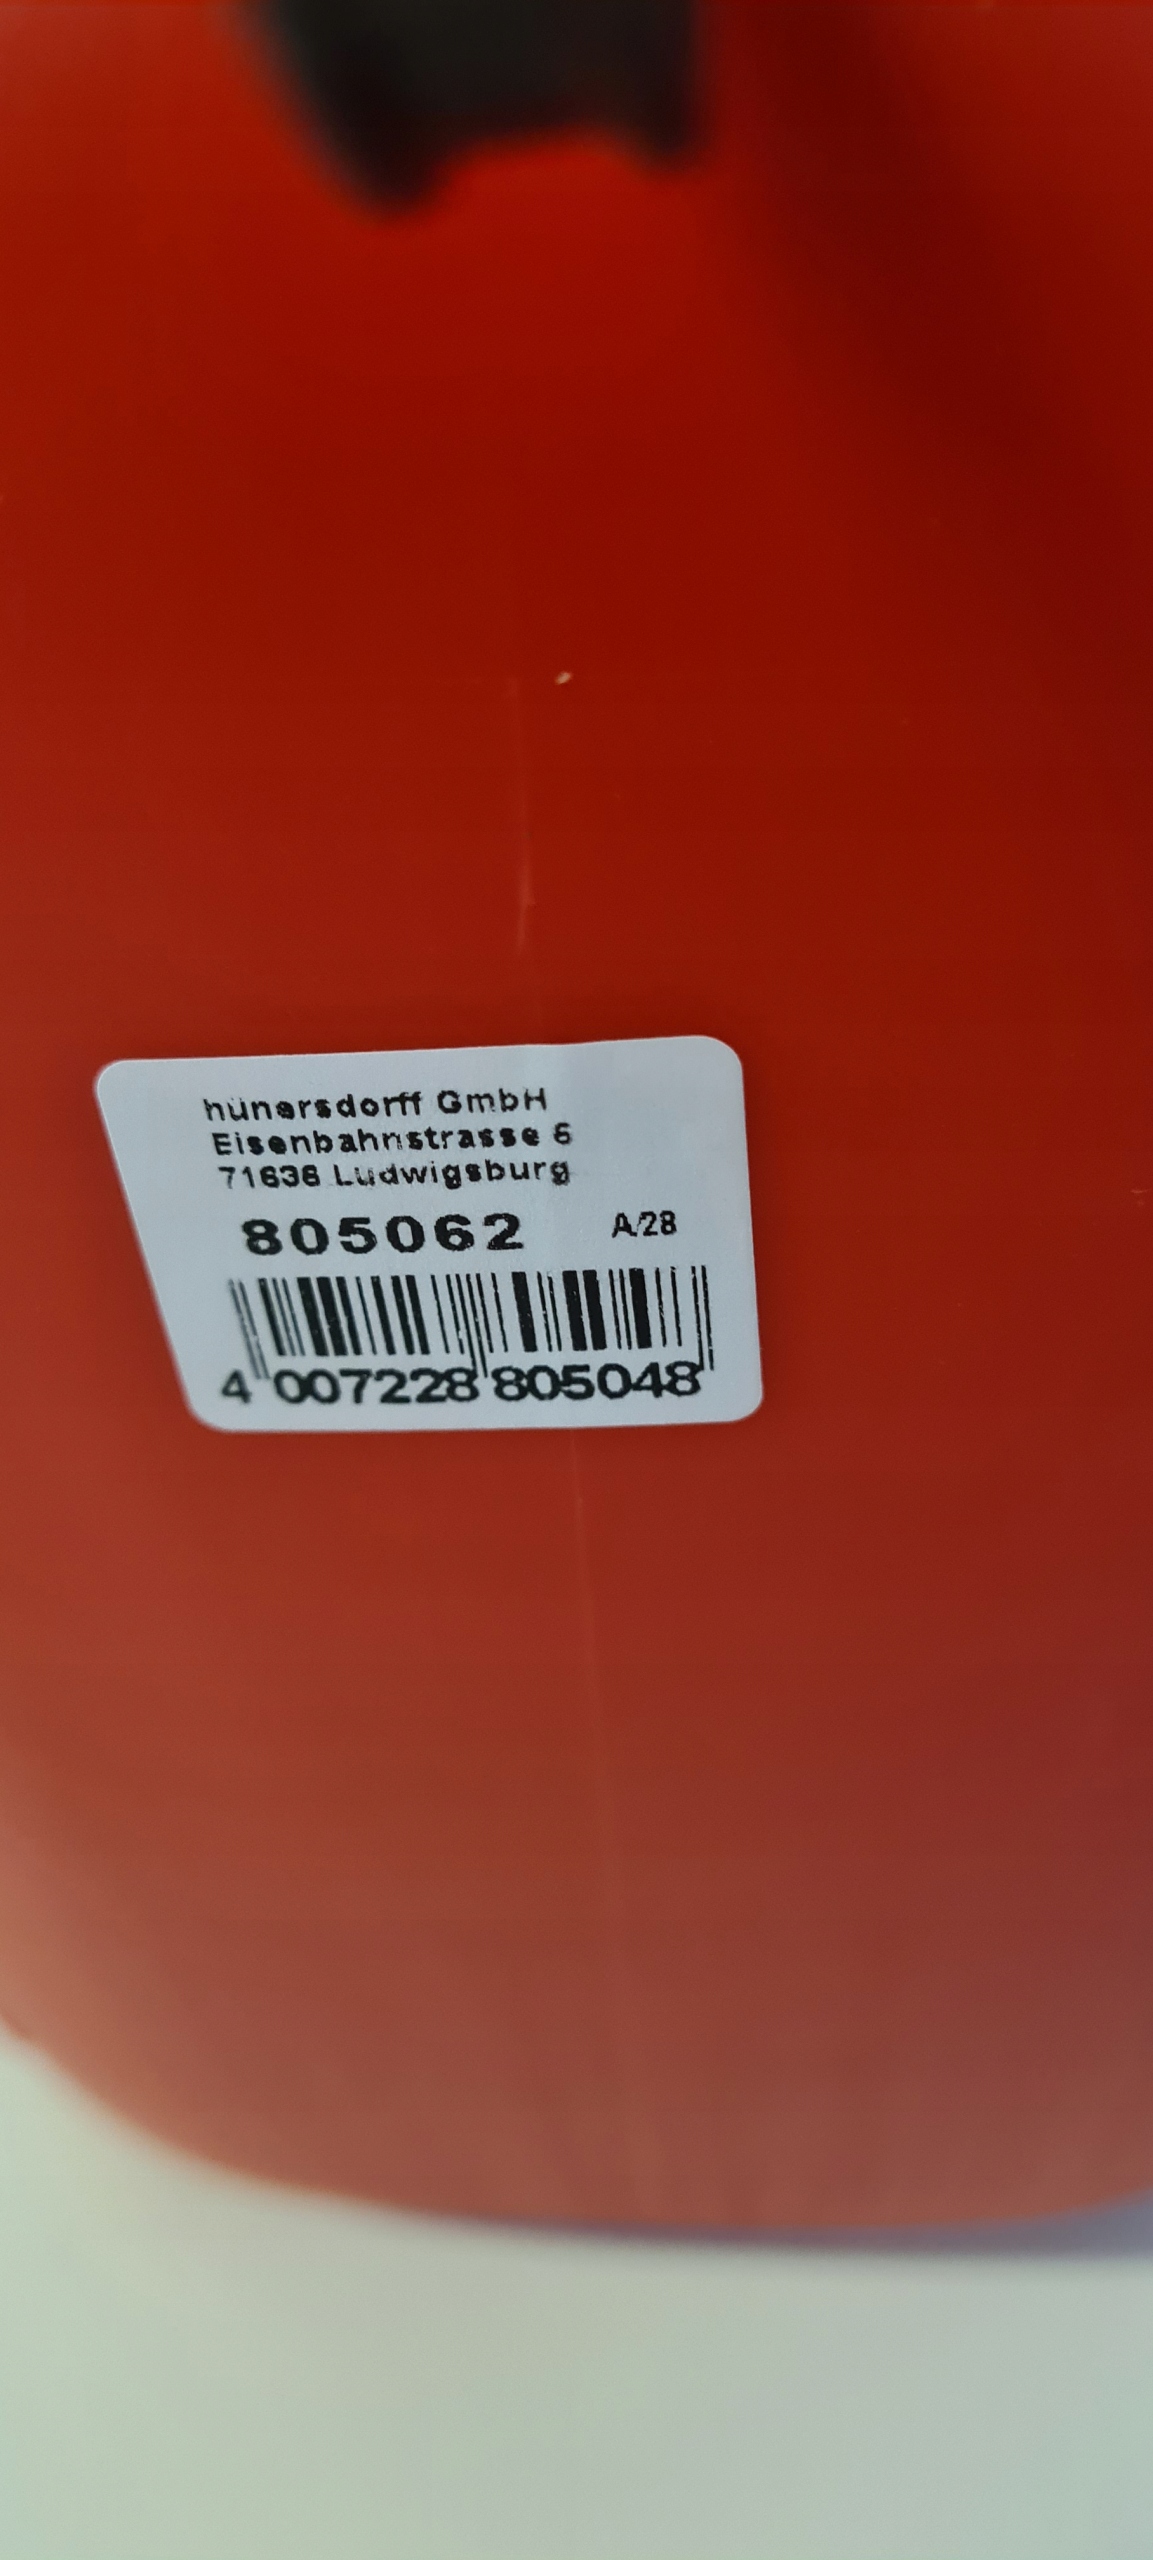 hünersdorff GmbH
Eisenbahnstrasse 6
71636 Ludwigsburg
805062 A/28
4 007228 805048